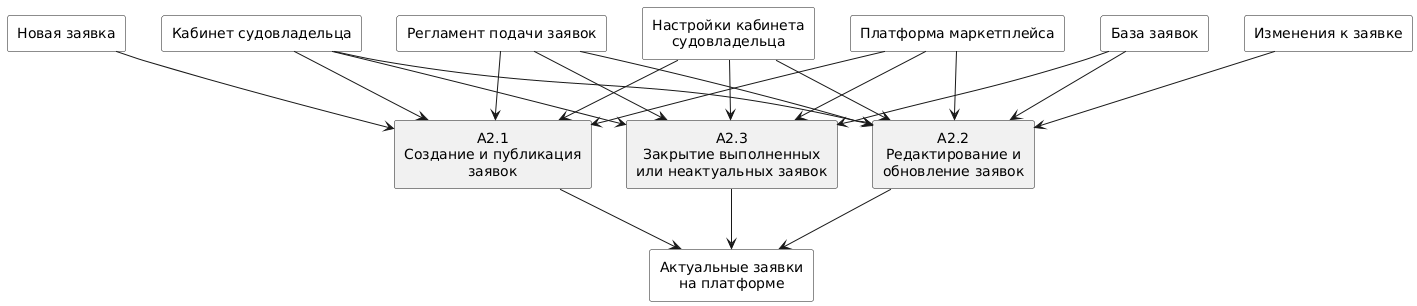 Новая заявка
Кабинет судовладельца
Регламент подачи заявок
Настройки кабинета
судовладельца
Платформа маркетплейса
База заявок
Изменения к заявке
A2.1
Создание и публикация
заявок
A2.3
Закрытие выполненных
или неактуальных заявок
A2.2
Редактирование и
обновление заявок
Актуальные заявки
на платформе